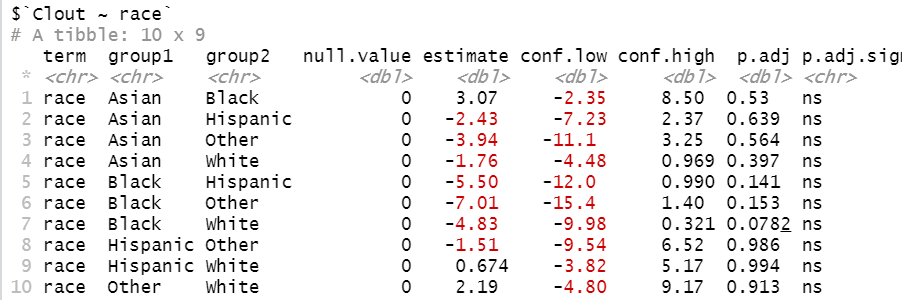 $`Clout ~ race`
# A tibble: 10 x 9
term group1 group2 null.value estimate conf.low conf.high p.adj p.adj.sign
* <chr> <chr> <chr> <dbl> <dbl> <dbl> <dbl> <dbl> <chr>
1 race Asian Black 0 3.07 -2.35 8.50 0.53 ns
2 race Asian Hispanic 0 -2.43 -7.23 2.37 0.639 ns
3 race Asian Other 0 -3.94 -11.1 3.25 0.564 ns
4 race Asian White 0 -1.76 -4.48 0.969 0.397 ns
5 race Black Hispanic 0 -5.50 -12.0 0.990 0.141 ns
6 race Black Other 0 -7.01 -15.4 1.40 0.153 ns
7 race Black White 0 -4.83 -9.98 0.321 0.0782 ns
8 race Hispanic Other 0 -1.51 -9.54 6.52 0.986 ns
9 race Hispanic White 0 0.674 -3.82 5.17 0.994 ns
10 race Other White 0 2.19 -4.80 9.17 0.913 ns